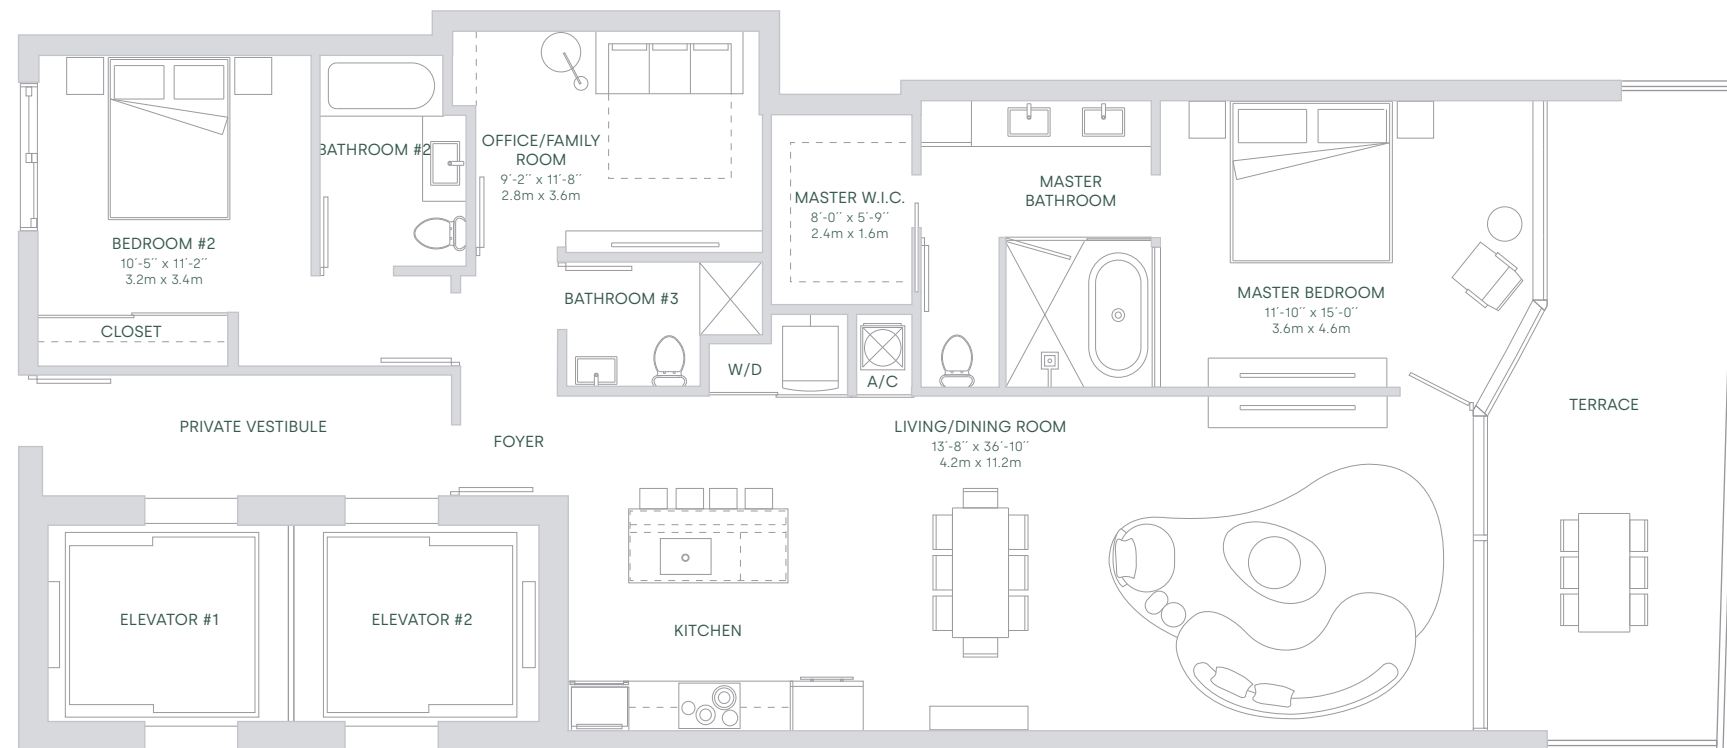 OFFICE/FAMILY
ROOM
9´-2´´ x 11´-8´´
2.8m x 3.6m
BATHROOM #2
MASTER
BATHROOM
MASTER W.I.C.
8´-0´´ x 5´-9´´
2.4m x 1.6m
BEDROOM #2
10´-5´´ x 11´-2´´
3.2m x 3.4m
BATHROOM #3
MASTER BEDROOM
11´-10´´ x 15´-0´´
3.6m x 4.6m
CLOSET
W/D
A/C
TERRACE
PRIVATE VESTIBULE
FOYER
LIVING/DINING ROOM
13´-8´´ x 36´-10´´
4.2m x 11.2m
ELEVATOR #1
ELEVATOR #2
KITCHEN